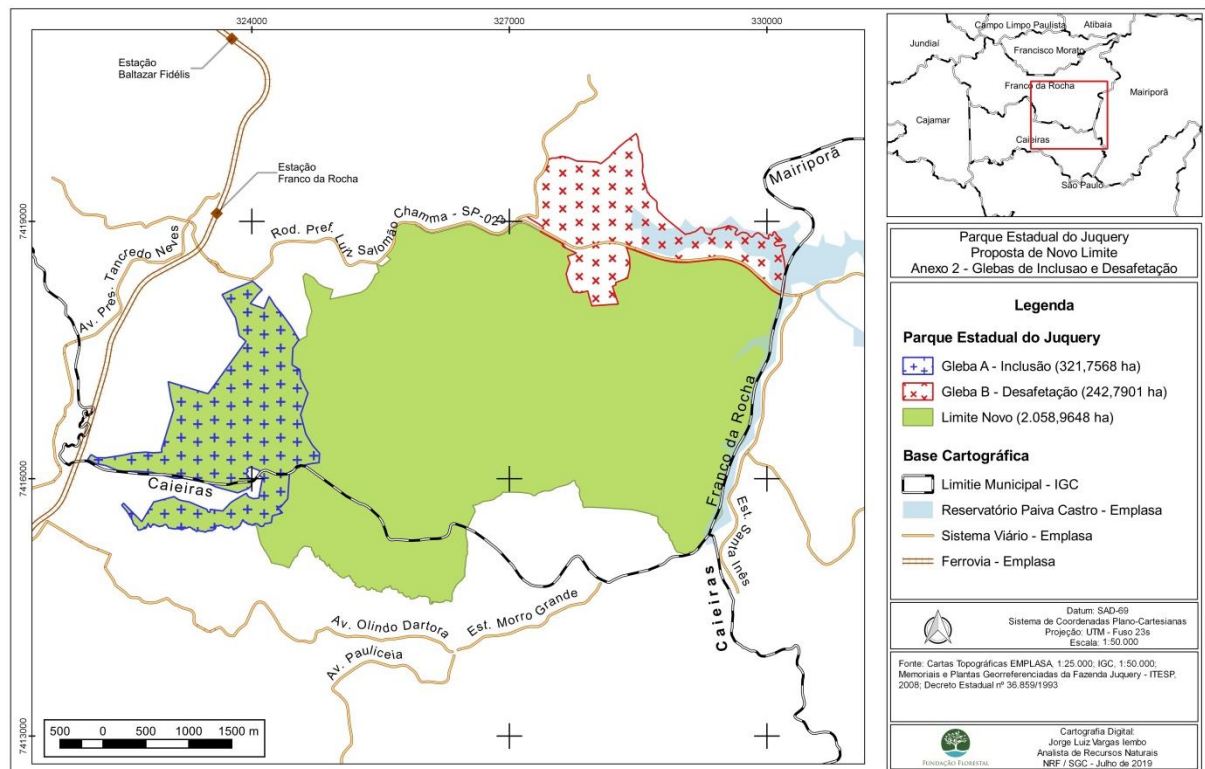 324000
327000
330000
7419000
7416000
7413000
Estação
Baltazar Fidélis
Estação
Franco da Rocha
Mairiporã
Rod. Pref. Luiz Salomão Chamma - SP-023
Av. Pres. Tancredo Neves
Caieiras
Franco da Rocha
Est. Santa Inês
Caieiras
Av. Olindo Dartora
Est. Morro Grande
Av. Pauliceia
500 0 500 1000 1500 m
Campo Limpo Paulista
Atibaia
Jundiaí
Francisco Morato
Franco da Rocha
Mairiporã
Cajamar
Caieiras
São Paulo
Parque Estadual do Juquery
Proposta de Novo Limite
Anexo 2 - Glebas de Inclusao e Desafetação
Legenda
Parque Estadual do Juquery
Gleba A - Inclusão (321,7568 ha)
Gleba B - Desafetação (242,7901 ha)
Limite Novo (2.058,9648 ha)
Base Cartográfica
Limitie Municipal - IGC
Reservatório Paiva Castro - Emplasa
Sistema Viário - Emplasa
Ferrovia - Emplasa
Datum: SAD-69
Sistema de Coordenadas Plano-Cartesianas
Projeção: UTM - Fuso 23s
Escala: 1:50.000
Fonte: Cartas Topográficas EMPLASA, 1:25.000; IGC, 1:50.000;
Memoriais e Plantas Georreferenciadas da Fazenda Juquery - ITESP,
2008; Decreto Estadual nº 36.859/1993
FUNDAÇÃO FLORESTAL
Cartografia Digital:
Jorge Luiz Vargas Iembo
Analista de Recursos Naturais
NRF / SGC - Julho de 2019